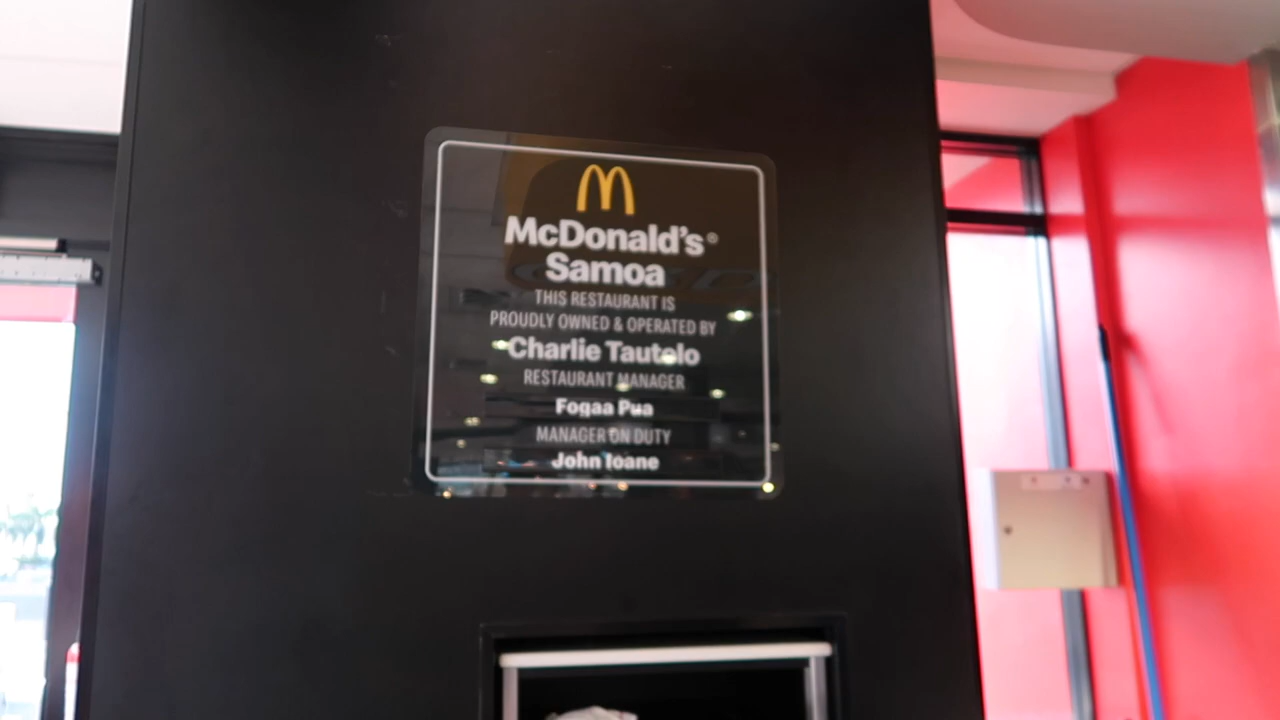 McDonald's®
Samoa
THIS RESTAURANT IS
PROUDLY OWNED & OPERATED BY
Charlie Tautolo
RESTAURANT MANAGER
Fogaa Pua
MANAGER ON DUTY
John Ioane